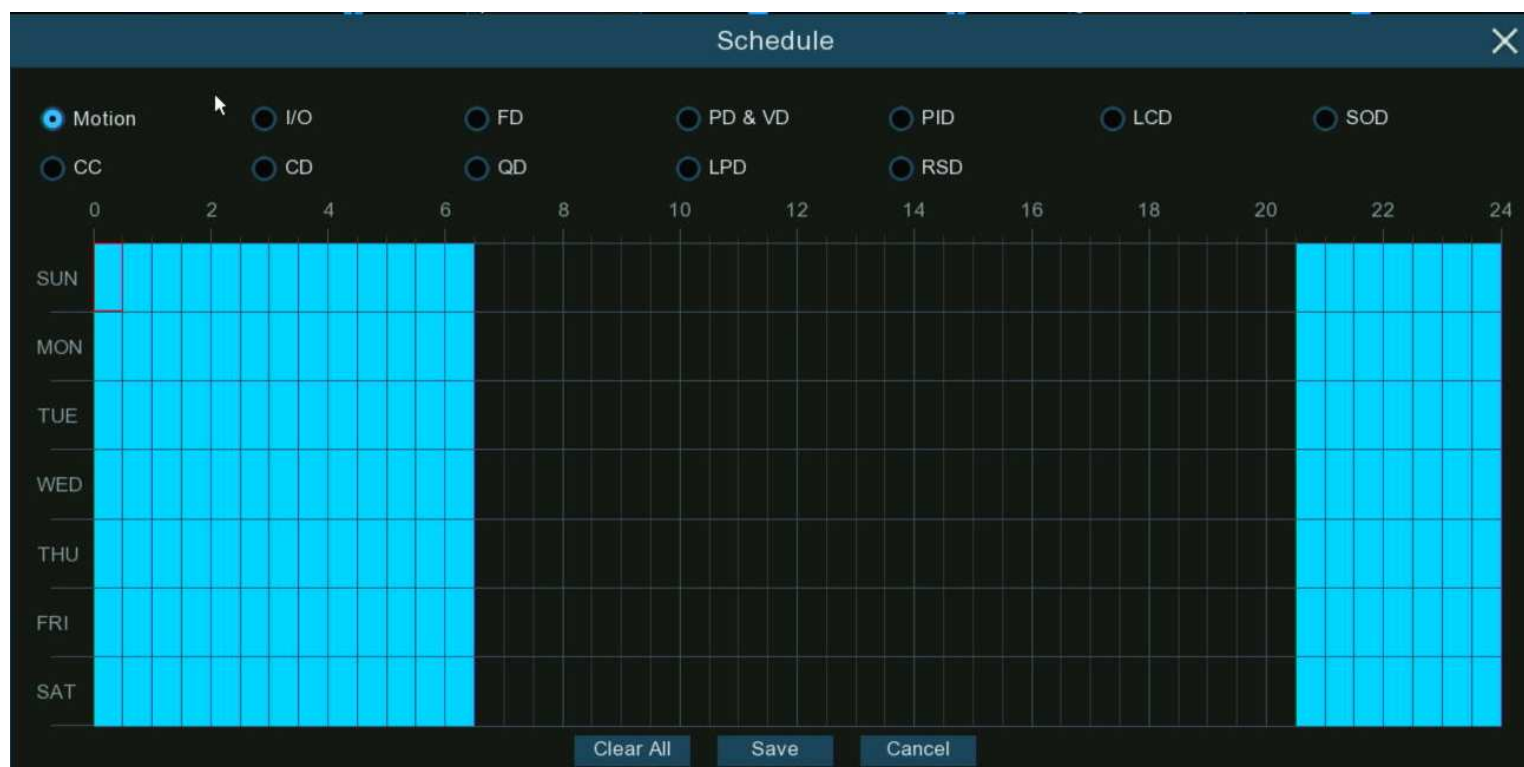 Schedule
Motion I/O FD PD & VD PID LCD SOD
CC CD QD LPD RSD
0 2 4 6 8 10 12 14 16 18 20 22 24
SUN
MON
TUE
WED
THU
FRI
SAT
Clear All Save Cancel